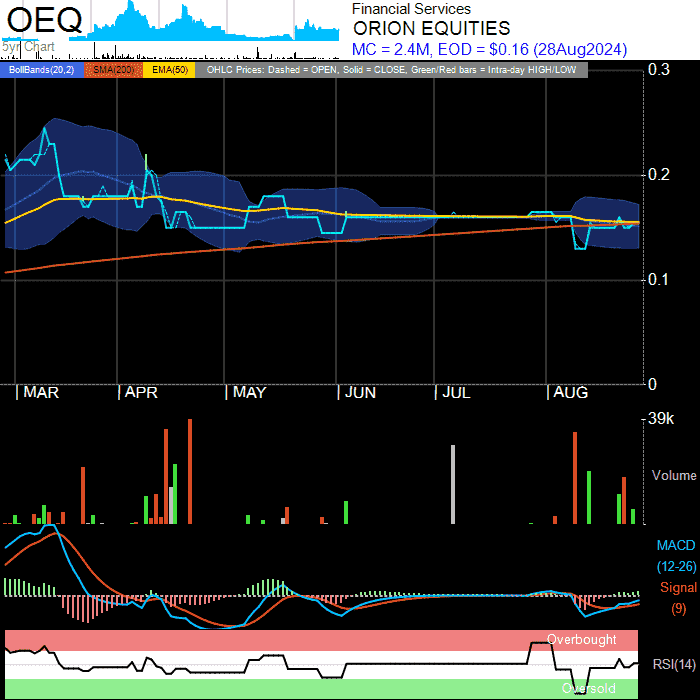 OEQ
5yr Chart
Financial Services
ORION EQUITIES
MC = 2.4M, EOD = $0.16 (28Aug2024)
BollBands(20,2) SMA(200) EMA(50) OHLC Prices: Dashed = OPEN, Solid = CLOSE, Green/Red bars = Intra-day HIGH/LOW
0.3
0.2
0.1
0
MAR APR MAY JUN JUL AUG
39k
Volume
MACD
(12-26)
Signal
(9)
Overbought
RSI(14)
Oversold